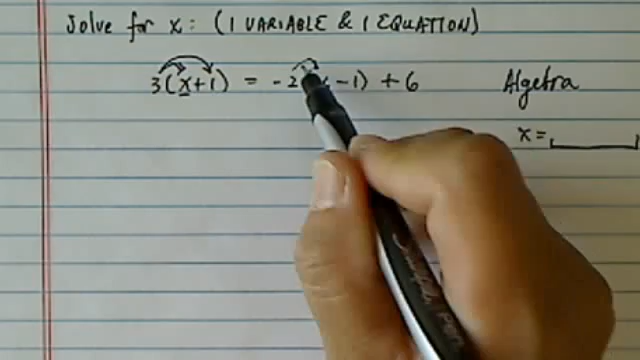 Solve for x: (1 VARIABLE & 1 EQUATION)
3(x+1) = -2(x-1) + 6
Algebra
x=